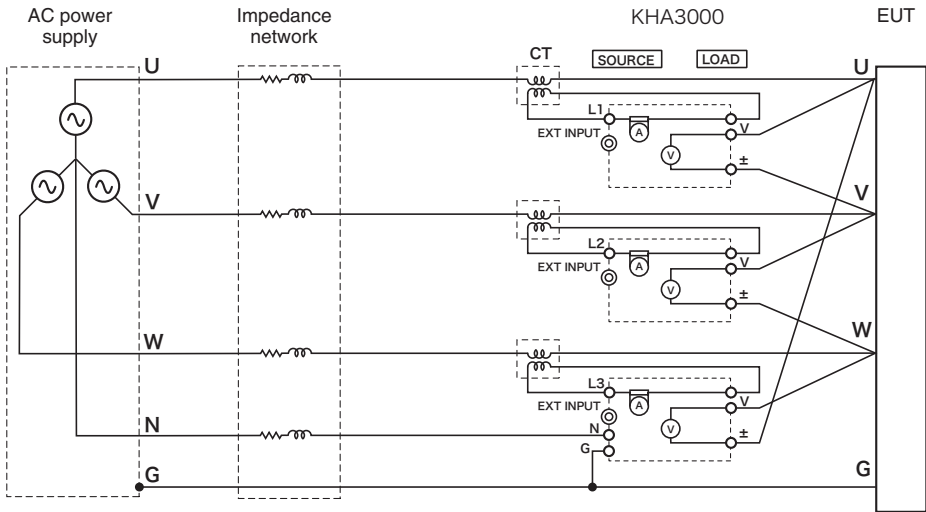 AC power
supply
Impedance
network
KHA3000
EUT
CT
SOURCE
LOAD
U
U
L1
A
V
EXT INPUT
V
±
V
V
L2
A
V
EXT INPUT
V
±
W
W
L3
A
V
EXT INPUT
N
N
V
±
G
G
G